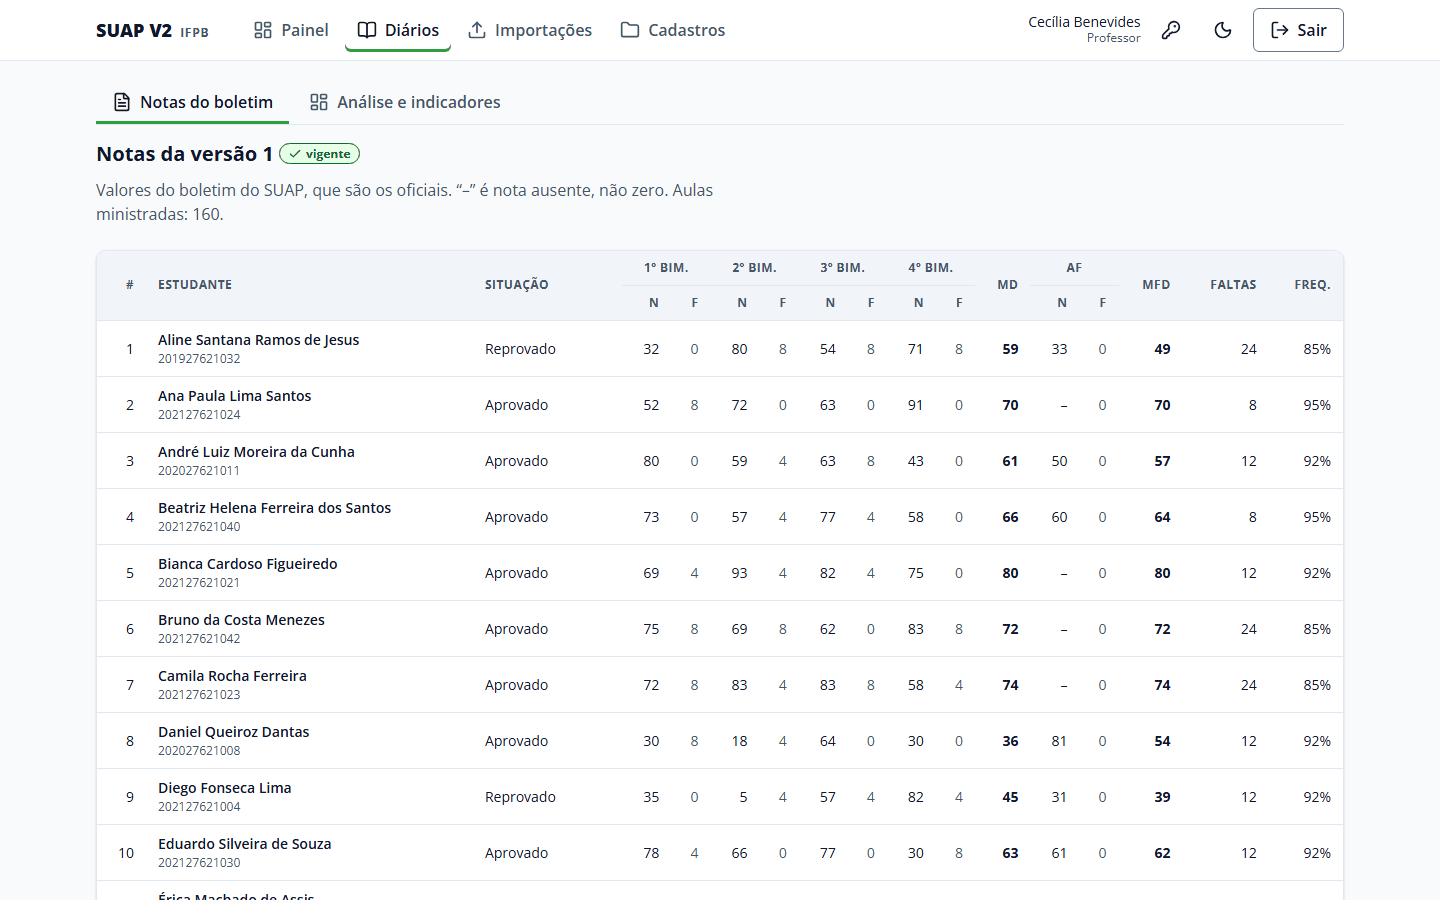 SUAP V2 IFPB Painel Diários Importações Cadastros Cecília Benevides Professor Sair
Notas do boletim Análise e indicadores
Notas da versão 1 vigente
Valores do boletim do SUAP, que são os oficiais. “–” é nota ausente, não zero. Aulas
ministradas: 160.
# ESTUDANTE SITUAÇÃO 1º BIM. 2º BIM. 3º BIM. 4º BIM. MD AF MFD FALTAS FREQ.
N F N F N F N F N F
1 Aline Santana Ramos de Jesus Reprovado 32 0 80 8 54 8 71 8 59 33 0 49 24 85%
201927621032
2 Ana Paula Lima Santos Aprovado 52 8 72 0 63 0 91 0 70 – 0 70 8 95%
202127621024
3 André Luiz Moreira da Cunha Aprovado 80 0 59 4 63 8 43 0 61 50 0 57 12 92%
202027621011
4 Beatriz Helena Ferreira dos Santos Aprovado 73 0 57 4 77 4 58 0 66 60 0 64 8 95%
202127621040
5 Bianca Cardoso Figueiredo Aprovado 69 4 93 4 82 4 75 0 80 – 0 80 12 92%
202127621021
6 Bruno da Costa Menezes Aprovado 75 8 69 8 62 0 83 8 72 – 0 72 24 85%
202127621042
7 Camila Rocha Ferreira Aprovado 72 8 83 4 83 8 58 4 74 – 0 74 24 85%
202127621023
8 Daniel Queiroz Dantas Aprovado 30 8 18 4 64 0 30 0 36 81 0 54 12 92%
202027621008
9 Diego Fonseca Lima Reprovado 35 0 5 4 57 4 82 4 45 31 0 39 12 92%
202127621004
10 Eduardo Silveira de Souza Aprovado 78 4 66 0 77 0 30 8 63 61 0 62 12 92%
202127621030
Érica Machado de Assis